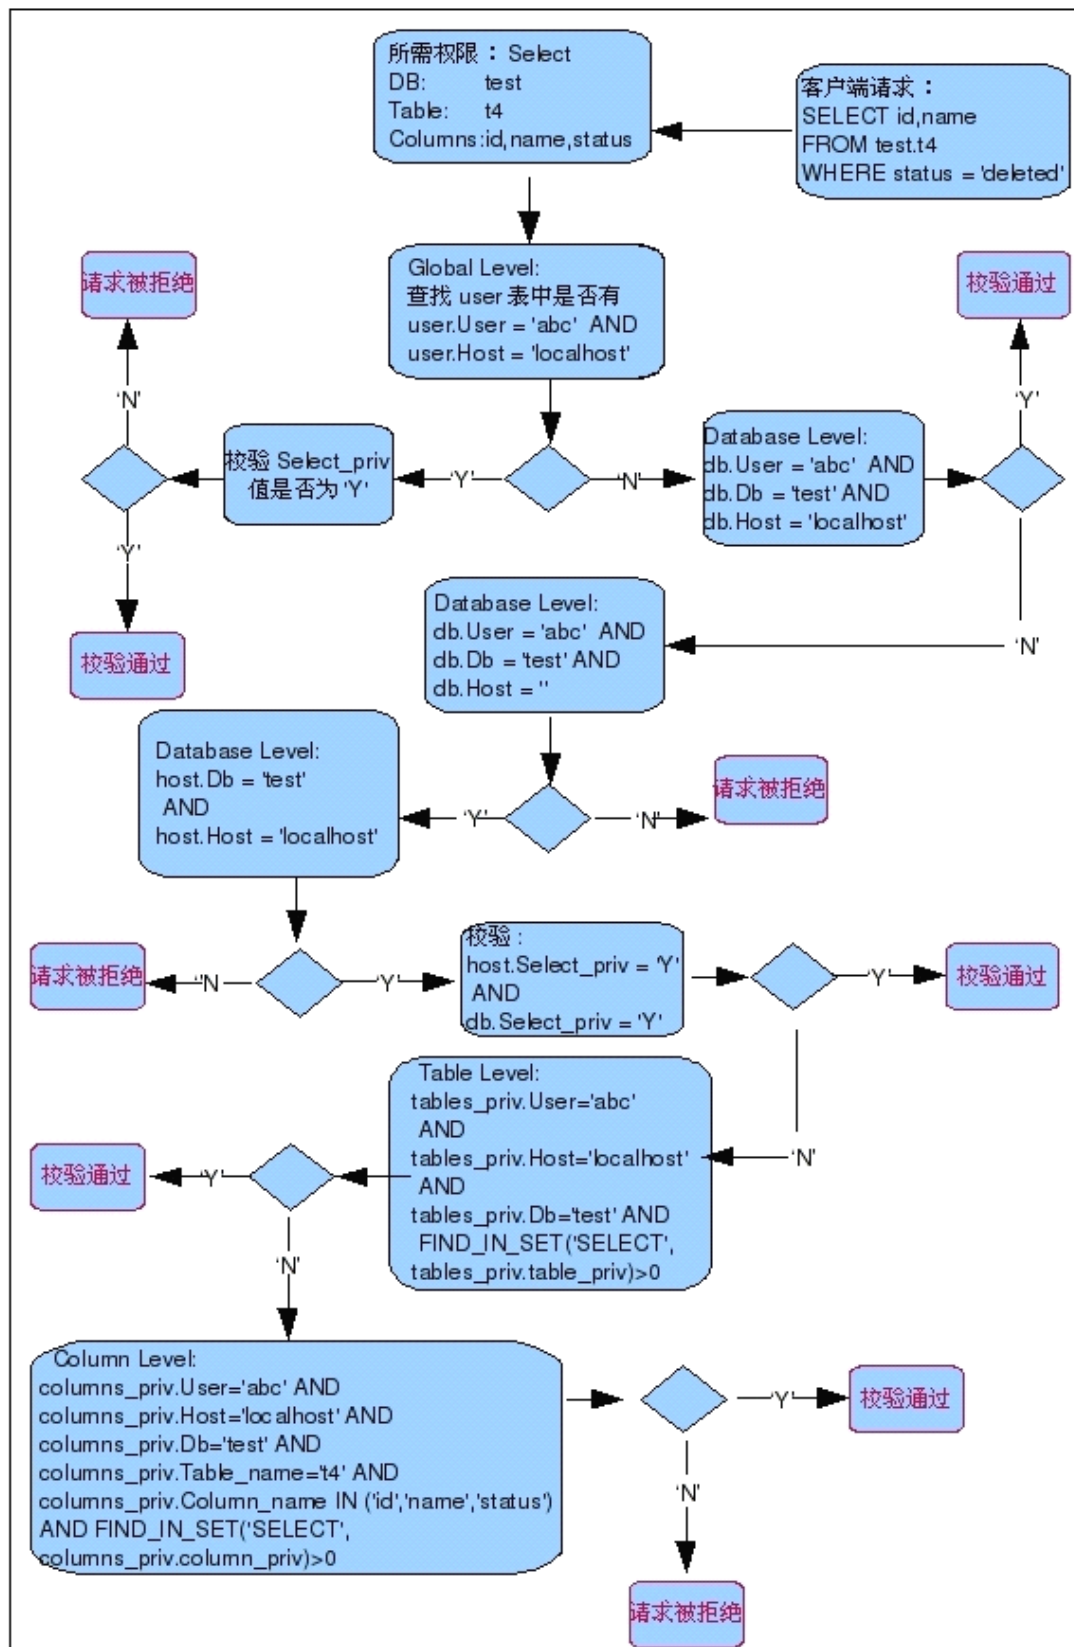 所需权限：Select
DB: test
Table: t4
Columns:id,name,status
客户端请求：
SELECT id,name
FROM test.t4
WHERE status = 'deleted'
Global Level:
查找 user 表中是否有
user.User = 'abc' AND
user.Host = 'localhost'
请求被拒绝
校验通过
'N'
'Y'
校验 Select_priv
值是否为 'Y'
'Y'
'N'
Database Level:
db.User = 'abc' AND
db.Db = 'test' AND
db.Host = 'localhost'
'Y'
校验通过
'N'
Database Level:
db.User = 'abc' AND
db.Db = 'test' AND
db.Host = ''
Database Level:
host.Db = 'test'
AND
host.Host = 'localhost'
'Y'
'N'
请求被拒绝
请求被拒绝
'N
'Y'
校验：
host.Select_priv = 'Y'
AND
db.Select_priv = 'Y'
'Y'
校验通过
'N'
Table Level:
tables_priv.User='abc'
AND
tables_priv.Host='localhost'
AND
tables_priv.Db='test' AND
FIND_IN_SET('SELECT',
tables_priv.table_priv)>0
校验通过
'Y'
'N'
Column Level:
columns_priv.User='abc' AND
columns_priv.Host='localhost' AND
columns_priv.Db='test' AND
columns_priv.Table_name='t4' AND
columns_priv.Column_name IN ('id','name','status')
AND FIND_IN_SET('SELECT',
columns_priv.column_priv)>0
'Y'
校验通过
'N'
请求被拒绝